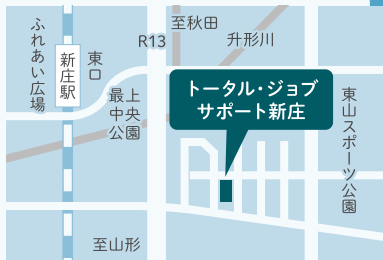 至秋田
R13
升形川
ふれあい広場
新庄駅
東口
最上
中央
公園
トータル・ジョブ
サポート新庄
東山スポーツ公園
至山形